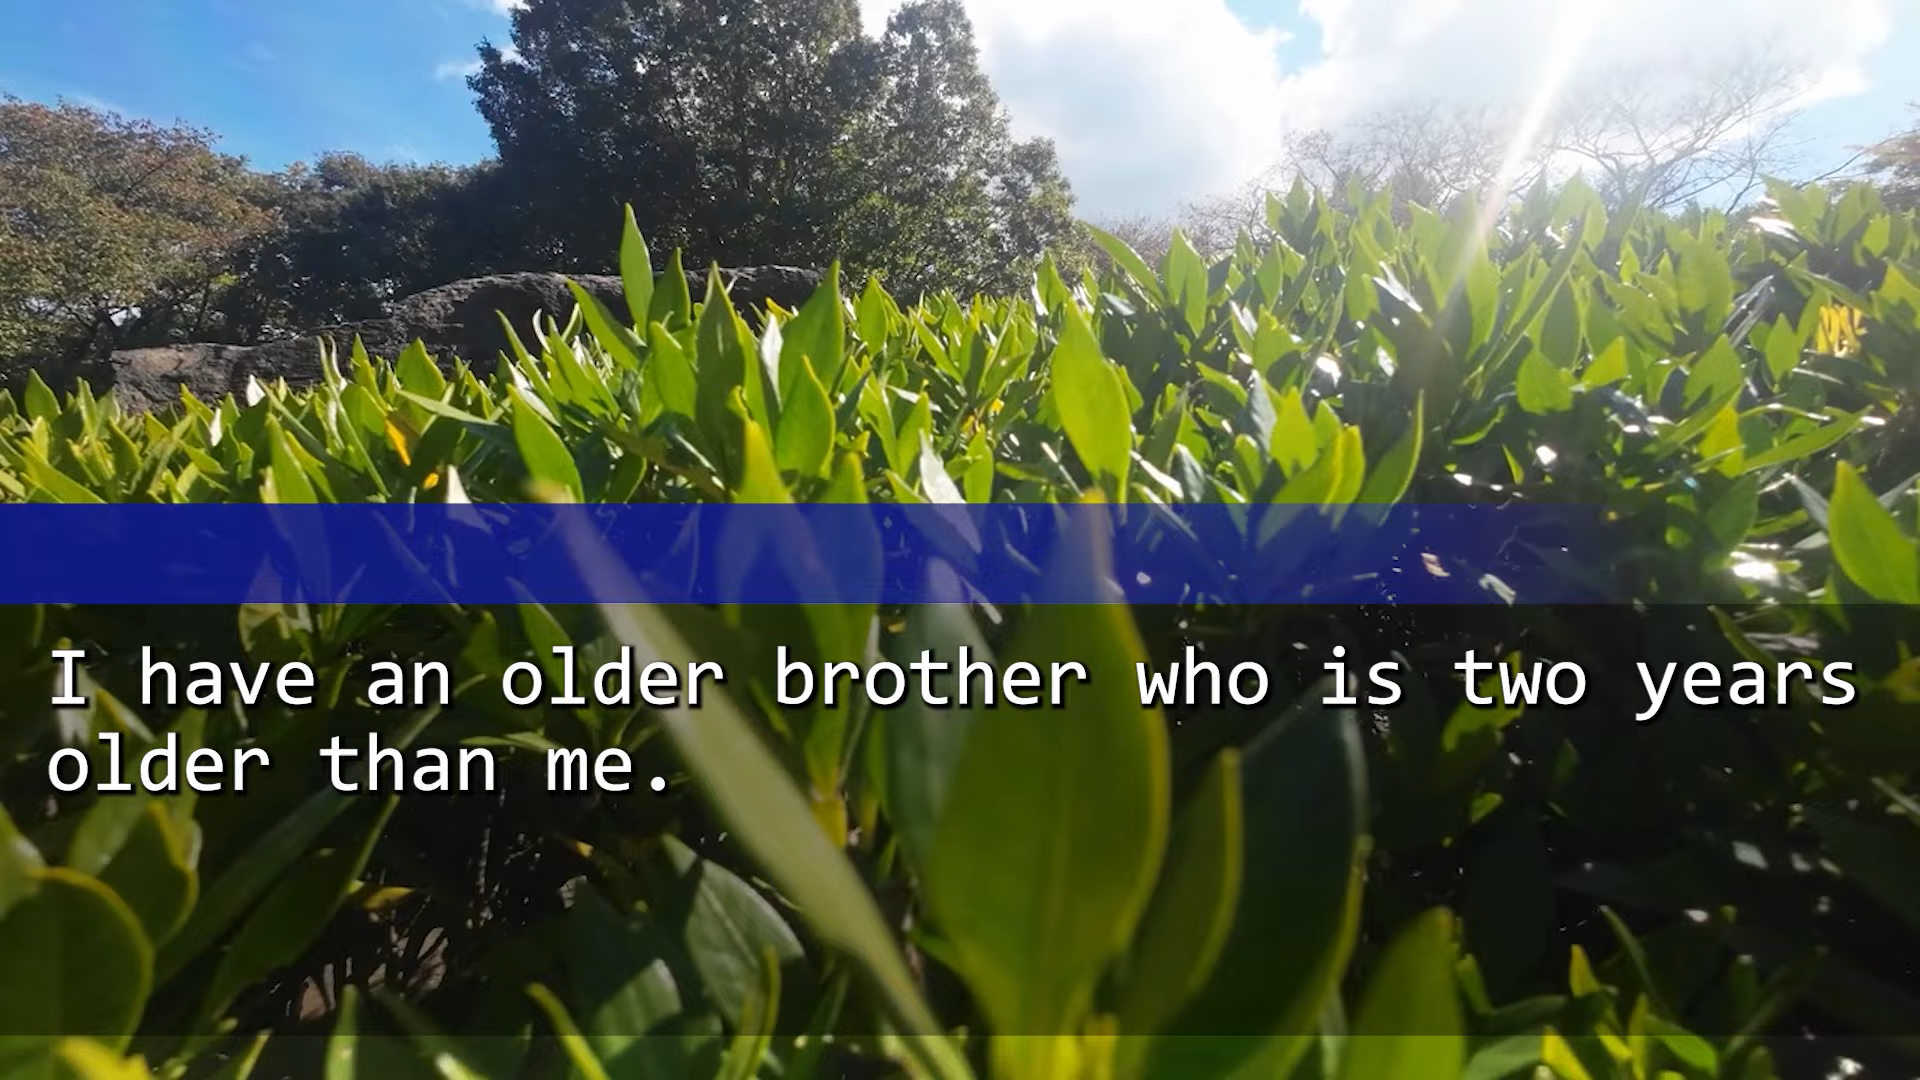 I have an older brother who is two years
older than me.